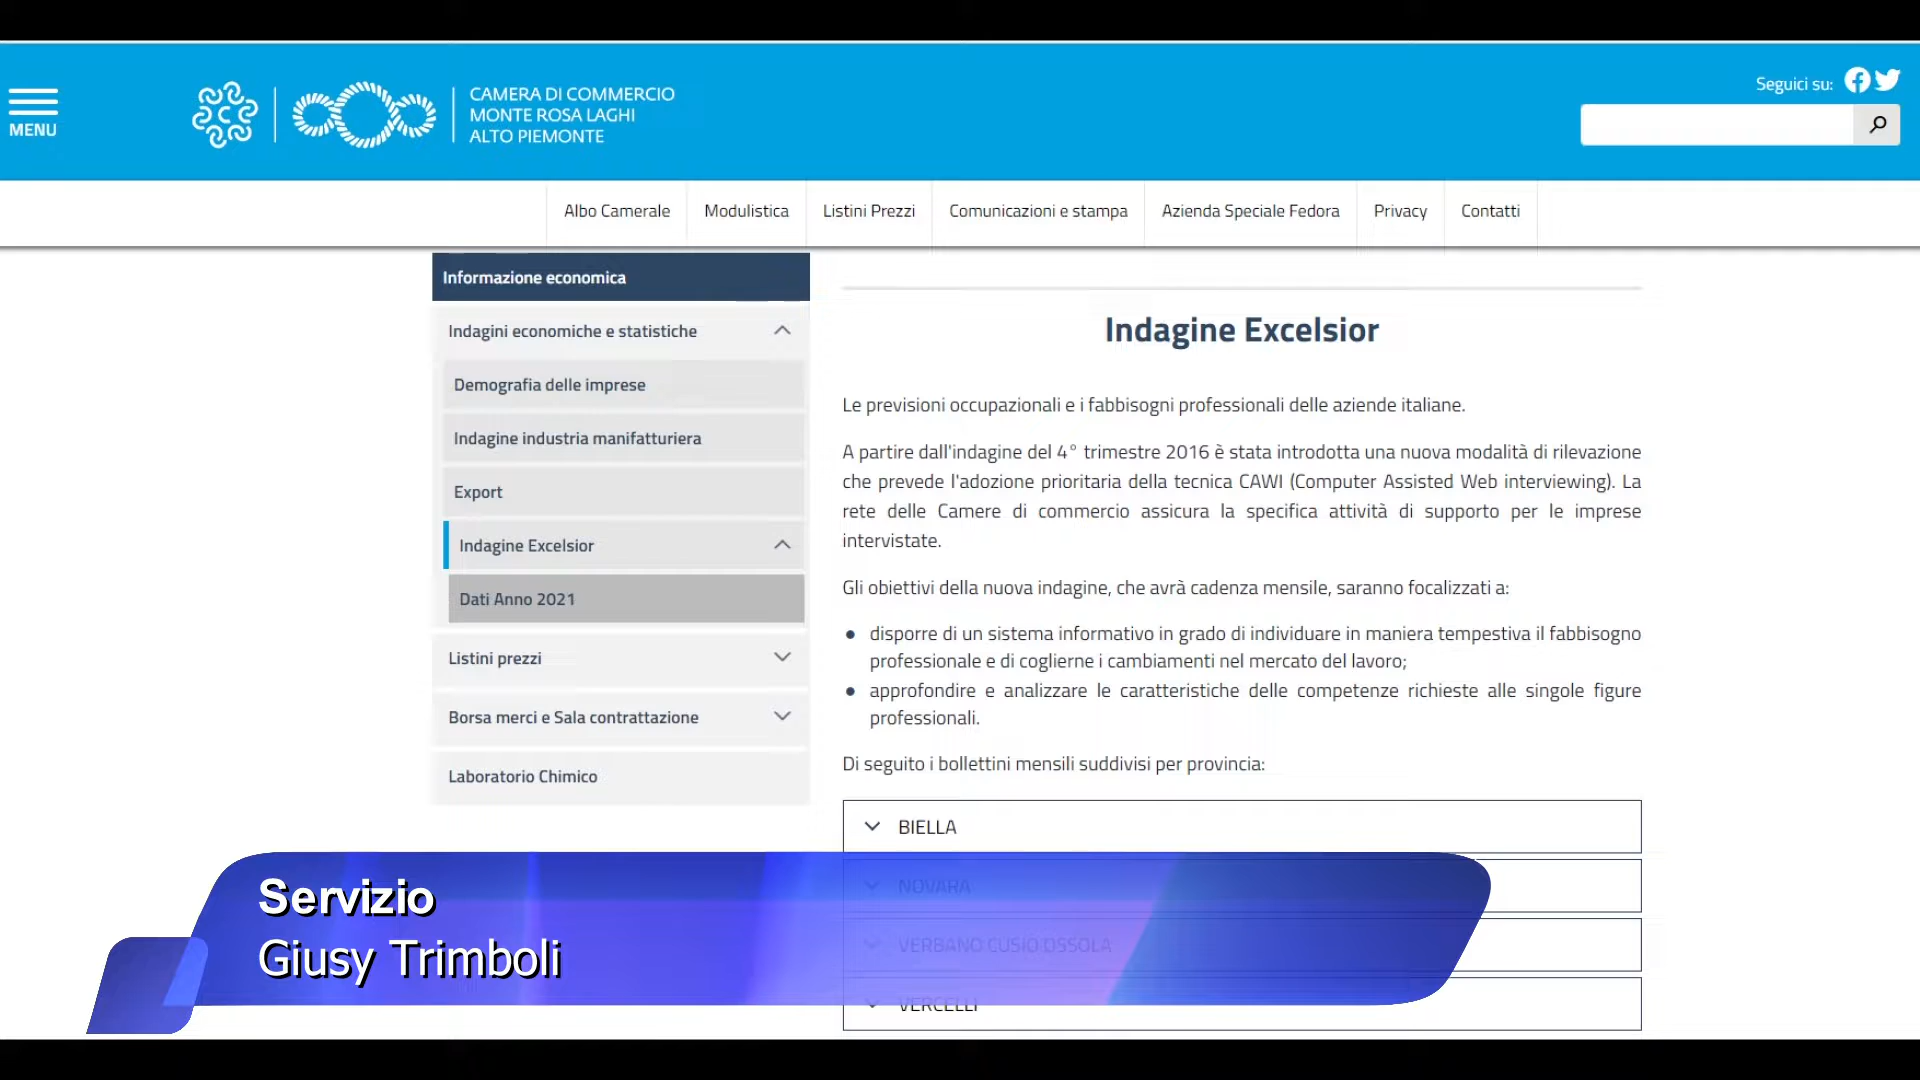 MENU
CAMERA DI COMMERCIO
MONTE ROSA LAGHI
ALTO PIEMONTE
Seguici su:
Albo Camerale
Modulistica
Listini Prezzi
Comunicazioni e stampa
Azienda Speciale Fedora
Privacy
Contatti
Informazione economica
Indagini economiche e statistiche
Demografia delle imprese
Indagine industria manifatturiera
Export
Indagine Excelsior
Dati Anno 2021
Listini prezzi
Borsa merci e Sala contrattazione
Laboratorio Chimico
Indagine Excelsior
Le previsioni occupazionali e i fabbisogni professionali delle aziende italiane.
A partire dall'indagine del 4° trimestre 2016 è stata introdotta una nuova modalità di rilevazione
che prevede l'adozione prioritaria della tecnica CAWI (Computer Assisted Web interviewing). La
rete delle Camere di commercio assicura la specifica attività di supporto per le imprese
intervistate.
Gli obiettivi della nuova indagine, che avrà cadenza mensile, saranno focalizzati a:
• disporre di un sistema informativo in grado di individuare in maniera tempestiva il fabbisogno
professionale e di coglierne i cambiamenti nel mercato del lavoro;
• approfondire e analizzare le caratteristiche delle competenze richieste alle singole figure
professionali.
Di seguito i bollettini mensili suddivisi per provincia:
BIELLA
NOVARA
VERBANO CUSIO OSSOLA
VERCELLI
Servizio
Giusy Trimboli